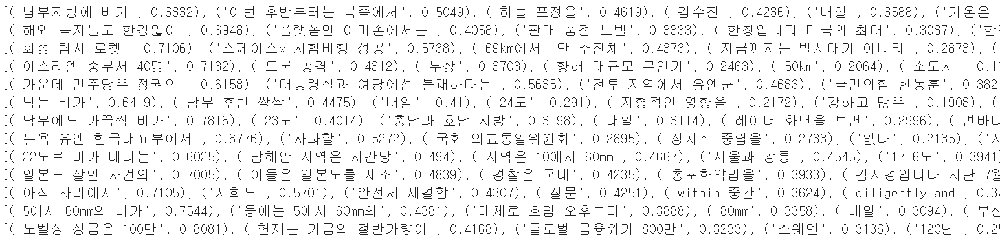 [('남부지방에 비가', 0.6832), ('이번 후반부터는 북쪽에서', 0.5049), ('하늘 표정을', 0.4619), ('김수진', 0.4236), ('내일', 0.3588), ('기온은
[('해외 독자들도 한강앓이', 0.6948), ('플랫폼인 아마존에서는', 0.4058), ('판매 품절 노벨', 0.3333), ('한창입니다 미국의 최대', 0.3087), ('한
[('화성 탐사 로켓', 0.7106), ('스페이스x 시험비행 성공', 0.5738), ('69km에서 1단 추진체', 0.4373), ('지금까지는 발사대가 아니라', 0.2873), (
[('이스라엘 중부서 40명', 0.7182), ('드론 공격', 0.4312), ('부상', 0.3703), ('향해 대규모 무인기', 0.2463), ('50km', 0.2064), ('소도시', 0.1
[('가운데 민주당은 정권의', 0.6158), ('대통령실과 여당에선 불쾌하다는', 0.5635), ('전투 지역에서 유엔군', 0.4683), ('국민의힘 한동훈', 0.382
[('넘는 비가', 0.6419), ('남부 후반 쌀쌀', 0.4475), ('내일', 0.41), ('24도', 0.291), ('지형적인 영향을', 0.2172), ('강하고 많은', 0.1908), (
[('남부에도 가끔씩 비가', 0.7816), ('23도', 0.4014), ('충남과 호남 지방', 0.3198), ('내일', 0.3114), ('레이더 화면을 보면', 0.2996), ('먼바다
[('뉴욕 유엔 한국대표부에서', 0.6776), ('사과할', 0.5272), ('국회 외교통일위원회', 0.2895), ('정치적 중립을', 0.2733), ('없다', 0.2135), ('
[('22도로 비가 내리는', 0.6025), ('남해안 지역은 시간당', 0.494), ('지역은 10에서 60mm', 0.4667), ('서울과 강릉', 0.4545), ('17 6도', 0.3941
[('일본도 살인 사건의', 0.7005), ('이들은 일본도를 제조', 0.4839), ('경찰은 국내', 0.4235), ('총포화약법을', 0.3933), ('김지경입니다 지난 7월
[('아직 자리에서', 0.7105), ('저희도', 0.5701), ('완전체 재결합', 0.4307), ('질문', 0.4251), ('within 중간', 0.3624), ('diligently and', 0.3
[('5에서 60mm의 비가', 0.7544), ('등에는 5에서 60mm의', 0.4381), ('대체로 흐림 오후부터', 0.3888), ('80mm', 0.3358), ('내일', 0.3094), ('부산
[('노벨상 상금은 100만', 0.8081), ('현재는 기금의 절반가량이', 0.4168), ('글로벌 금융위기 800만', 0.3233), ('스웨덴', 0.3136), ('120년', 0.2